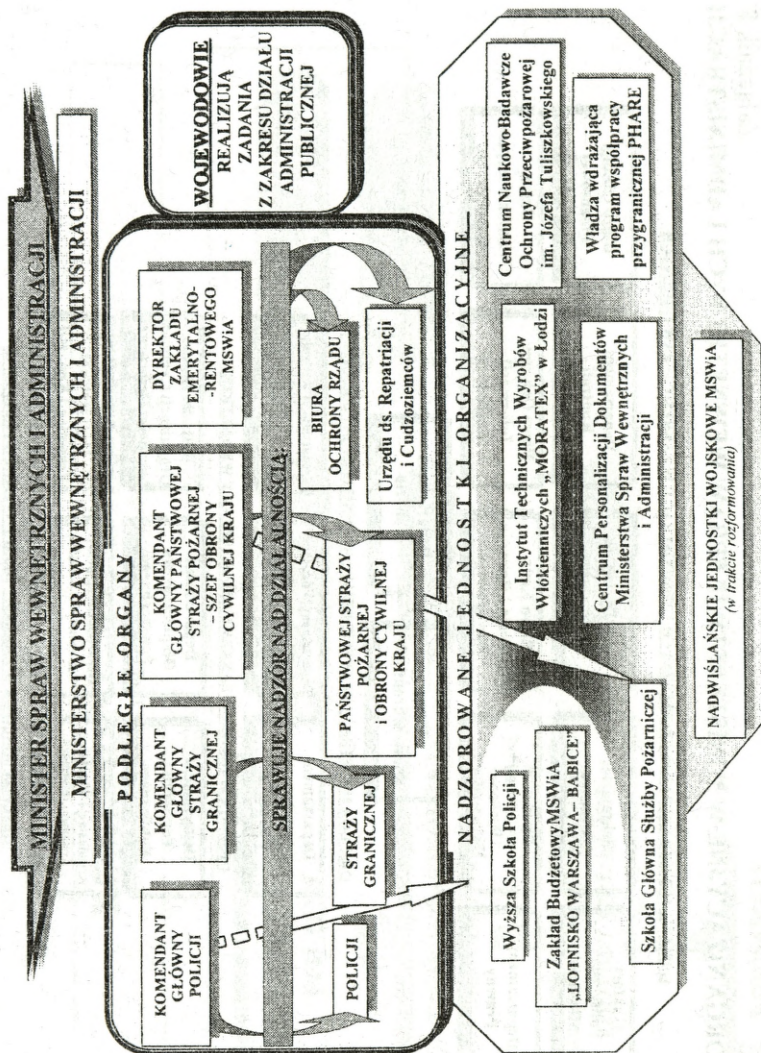 MINISTER SPRAW WEWNĘTRZNYCH I ADMINISTRACJI
MINISTERSTWO SPRAW WEWNĘTRZNYCH I ADMINISTRACJI
PODLEGŁE ORGANY
KOMENDANT
GŁÓWNY
POLICJI
KOMENDANT
GŁÓWNY
STRAŻY
GRANICZNEJ
KOMENDANT
GŁÓWNY PAŃSTWOWEJ
STRAŻY POŻARNEJ
– SZEF OBRONY
CYWILNEJ KRAJU
DYREKTOR
ZAKŁADU
EMERYTALNO-
-RENTOWEGO
MSWiA
SPRAWUJE NADZÓR NAD DZIAŁALNOŚCIĄ:
POLICJI
STRAŻY
GRANICZNEJ
PAŃSTWOWEJ STRAŻY
POŻARNEJ
i OBRONY CYWILNEJ
KRAJU
BIURA
OCHRONY RZĄDU
Urzędu ds. Repatriacji
i Cudzoziemców
WOJEWODOWIE
REALIZUJĄ
ZADANIA
Z ZAKRESU DZIAŁU
ADMINISTRACJI
PUBLICZNEJ
NADZOROWANE JEDNOSTKI ORGANIZACYJNE
Wyższa Szkoła Policji
Zakład Budżetowy MSWiA
„LOTNISKO WARSZAWA – BABICE”
Szkoła Główna Służby Pożarniczej
Instytut Technicznych Wyrobów
Włókienniczych „MORATEX” w Łodzi
Centrum Personalizacji Dokumentów
Ministerstwa Spraw Wewnętrznych
i Administracji
Centrum Naukowo-Badawcze
Ochrony Przeciwpożarowej
im. Józefa Tuliszkowskiego
Władza wdrażająca
program współpracy
przygranicznej PHARE
NADWIŚLAŃSKIE JEDNOSTKI WOJSKOWE MSWiA
(w trakcie rozformowania)